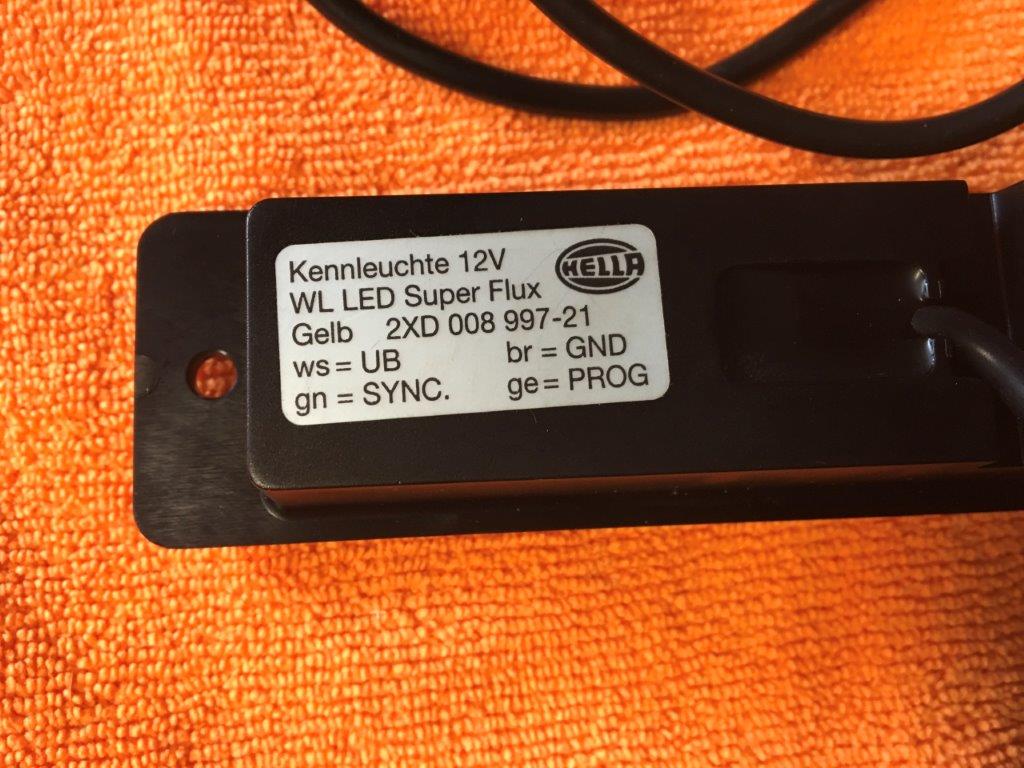 Kennleuchte 12V HELLA
WL LED Super Flux
Gelb 2XD 008 997-21
ws = UB br = GND
gn = SYNC. ge = PROG